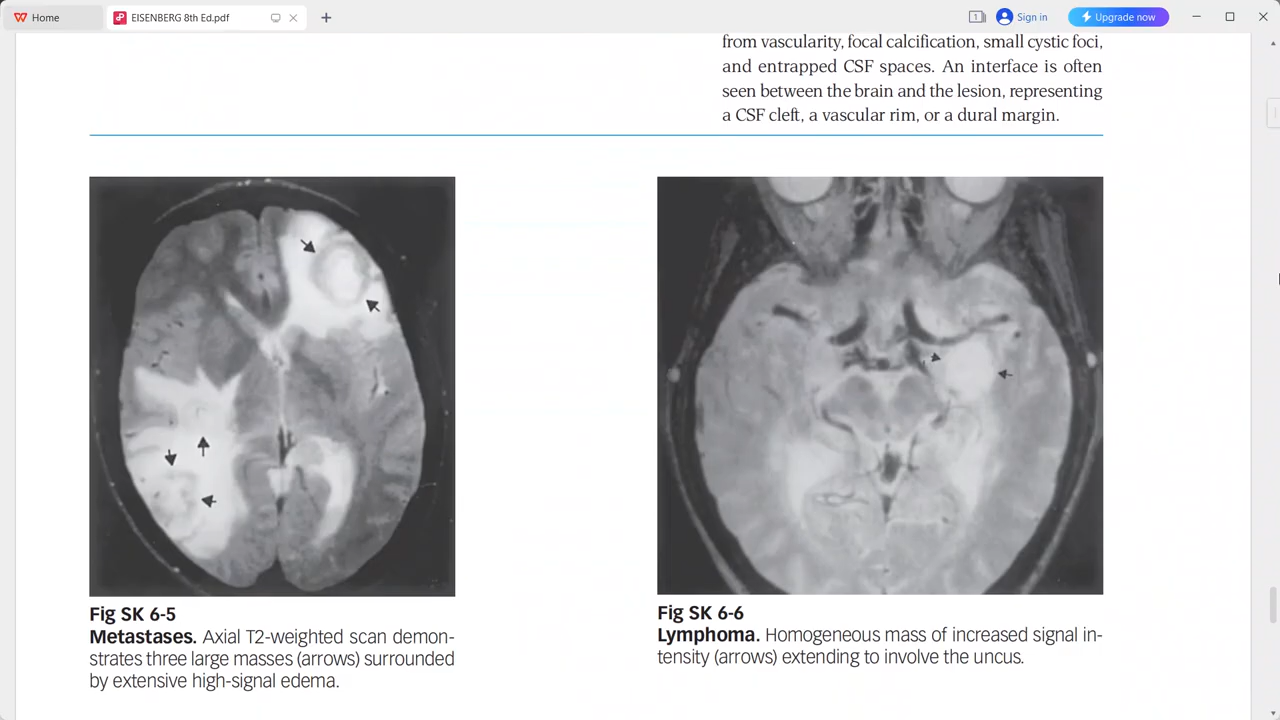 Home
EISENBERG 8th Ed.pdf
1
Sign in
Upgrade now
from vascularity, focal calcification, small cystic foci,
and entrapped CSF spaces. An interface is often
seen between the brain and the lesion, representing
a CSF cleft, a vascular rim, or a dural margin.
Fig SK 6-5
Metastases. Axial T2-weighted scan demon-
strates three large masses (arrows) surrounded
by extensive high-signal edema.
Fig SK 6-6
Lymphoma. Homogeneous mass of increased signal in-
tensity (arrows) extending to involve the uncus.